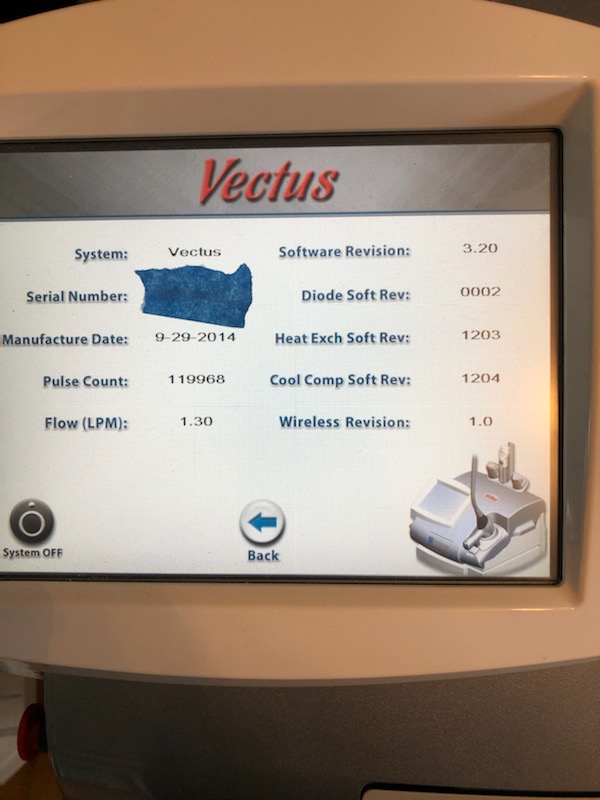 Vectus
System: Vectus Software Revision: 3.20
Serial Number: Diode Soft Rev: 0002
Manufacture Date: 9-29-2014 Heat Exch Soft Rev: 1203
Pulse Count: 119968 Cool Comp Soft Rev: 1204
Flow (LPM): 1.30 Wireless Revision: 1.0
System OFF
Back